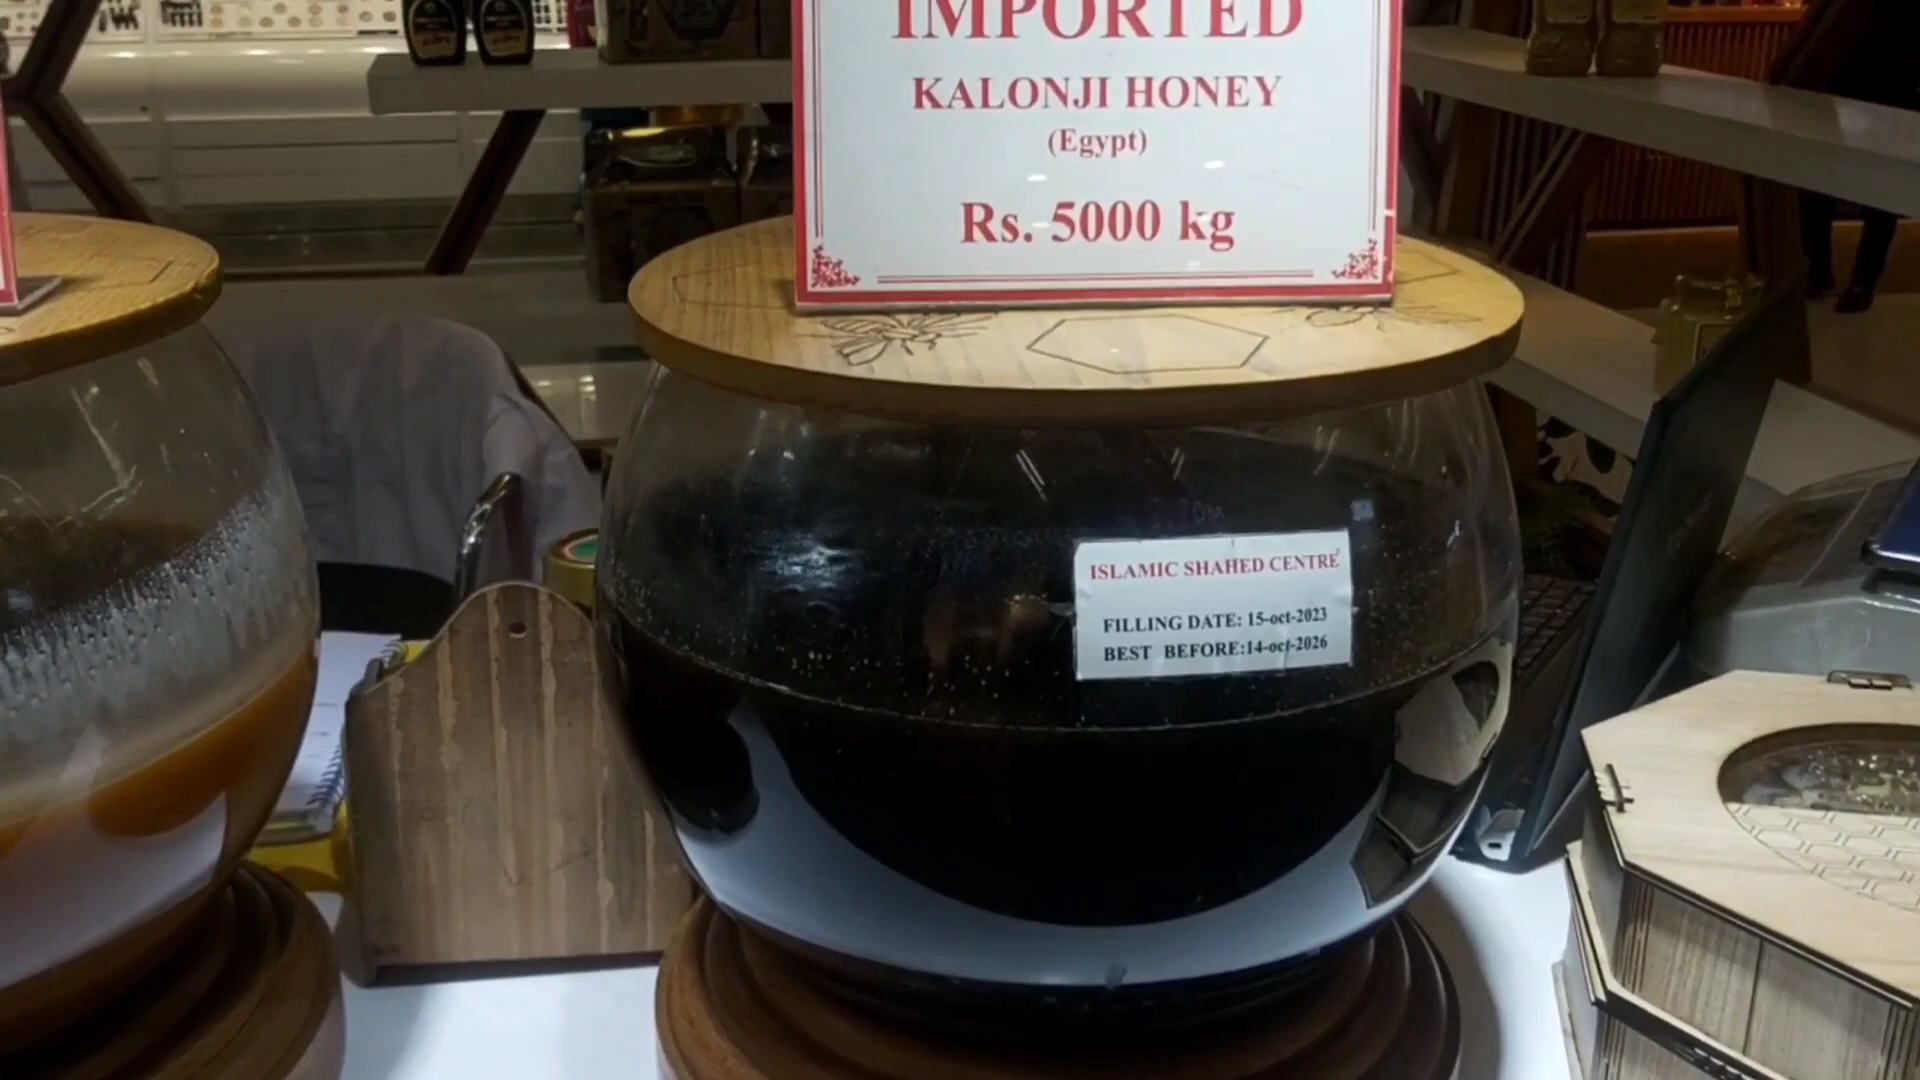 IMPORTED
KALONJI HONEY
(Egypt)
Rs. 5000 kg
ISLAMIC SHAHED CENTRE
FILLING DATE: 15-oct-2023
BEST BEFORE:14-oct-2026